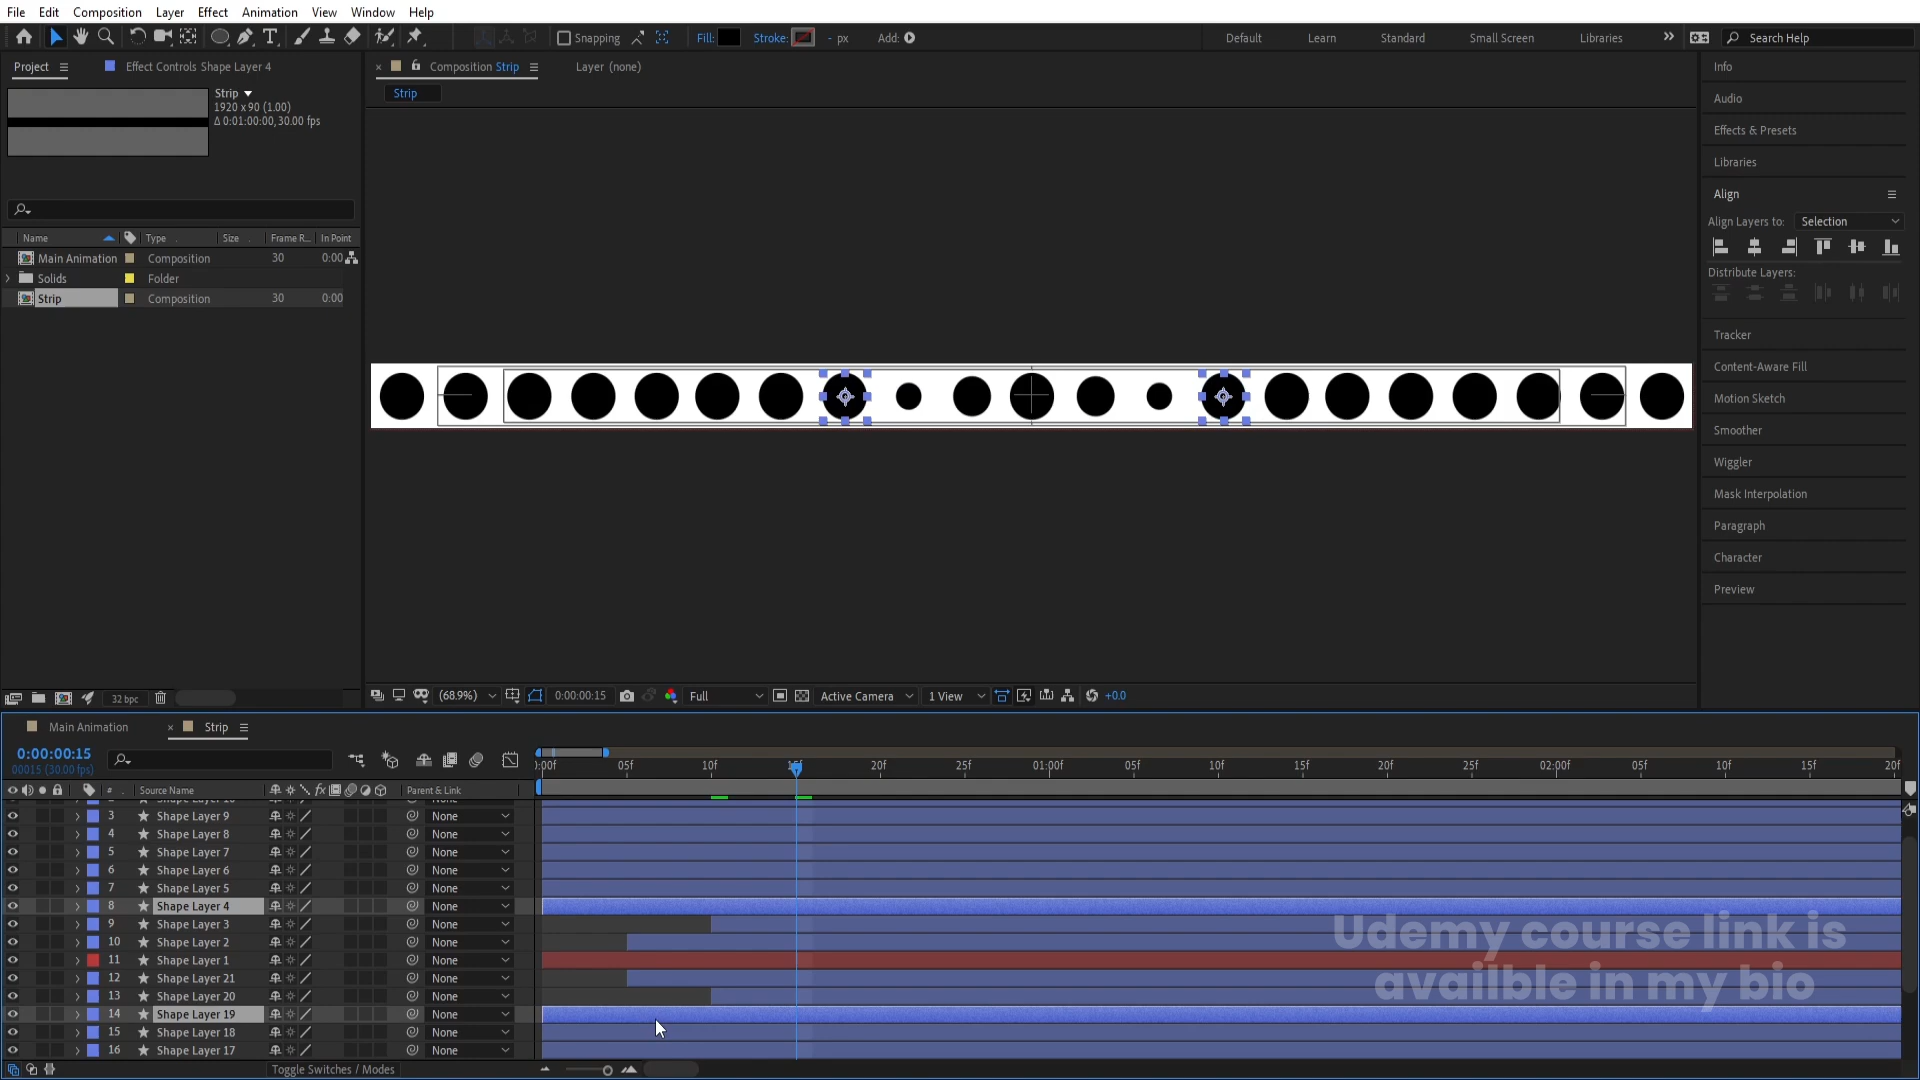 File Edit Composition Layer Effect Animation View Window Help
Snapping Fill: Stroke: - px Add: Default Learn Standard Small Screen Libraries Search Help
Project Effect Controls Shape Layer 4
Composition Strip Layer (none)
Strip
Strip
1920 x 90 (1.00)
Δ 0:01:00:00, 30.00 fps
Name Type Size Frame R... In Point
Main Animation Composition 30 0:00
Solids Folder
Strip Composition 30 0:00
Info
Audio
Effects & Presets
Libraries
Align
Align Layers to: Selection
Distribute Layers:
Tracker
Content-Aware Fill
Motion Sketch
Smoother
Wiggler
Mask Interpolation
Paragraph
Character
Preview
32 bpc
(68.9%) 0:00:00:15 Full Active Camera 1 View +0.0
Main Animation Strip
0:00:00:15
00015 (30.00 fps)
):00f 05f 10f 15f 20f 25f 01:00f 05f 10f 15f 20f 25f 02:00f 05f 10f 15f 20f
# Source Name Parent & Link
3 Shape Layer 9 None
4 Shape Layer 8 None
5 Shape Layer 7 None
6 Shape Layer 6 None
7 Shape Layer 5 None
8 Shape Layer 4 None
9 Shape Layer 3 None
10 Shape Layer 2 None
11 Shape Layer 1 None
12 Shape Layer 21 None
13 Shape Layer 20 None
14 Shape Layer 19 None
15 Shape Layer 18 None
16 Shape Layer 17 None
Udemy course link is
availble in my bio
Toggle Switches / Modes